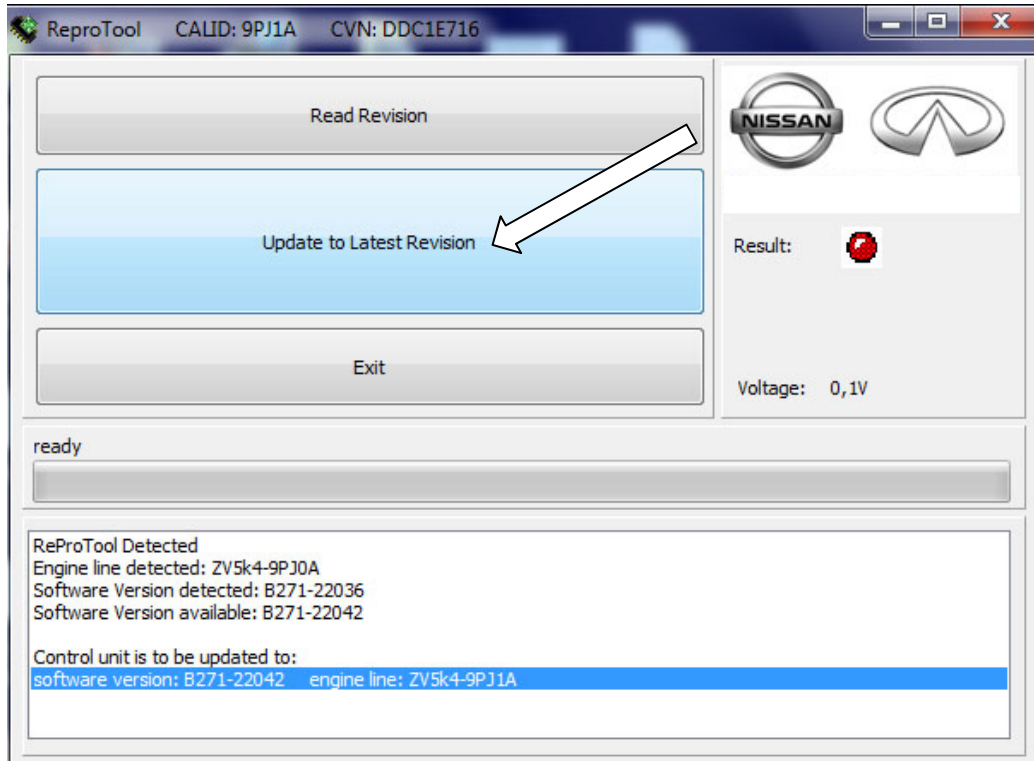 ReproTool CALID: 9PJ1A CVN: DDC1E716
Read Revision
NISSAN
Update to Latest Revision
Result:
Exit
Voltage: 0,1V
ready
ReProTool Detected
Engine line detected: ZV5k4-9PJ0A
Software Version detected: B271-22036
Software Version available: B271-22042
Control unit is to be updated to:
software version: B271-22042 engine line: ZV5k4-9PJ1A